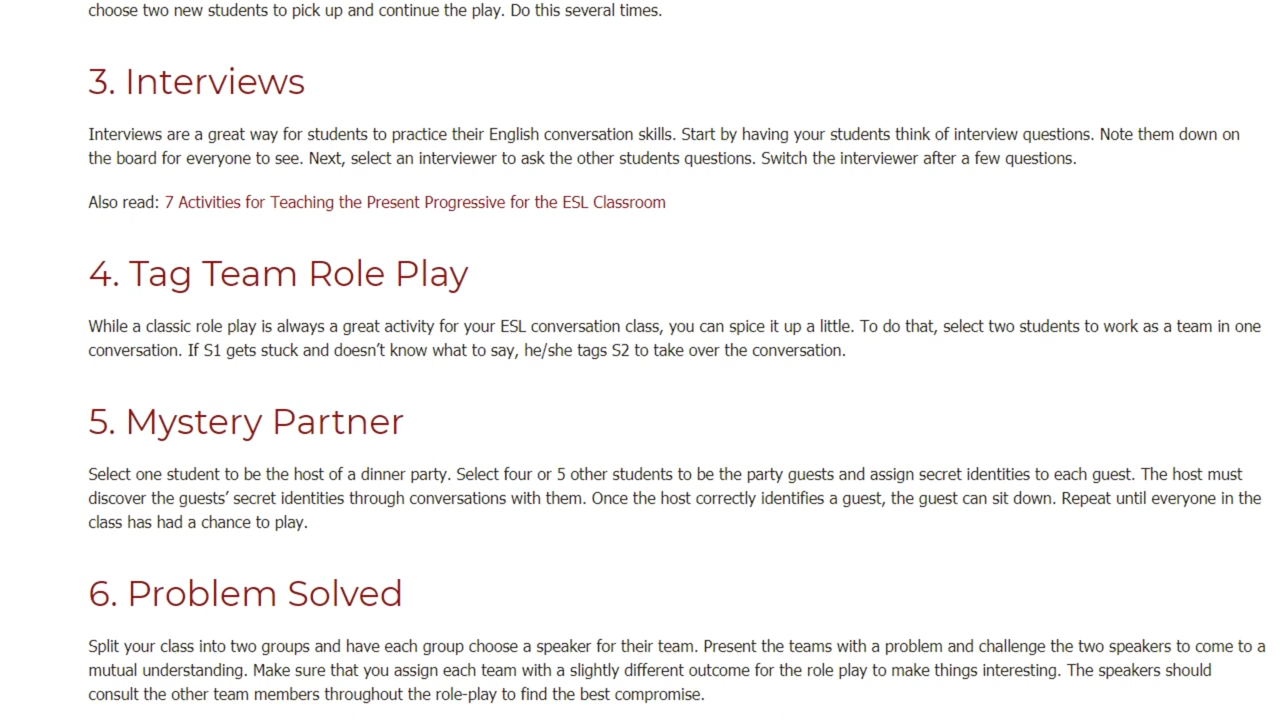 choose two new students to pick up and continue the play. Do this several times.
3. Interviews
Interviews are a great way for students to practice their English conversation skills. Start by having your students think of interview questions. Note them down on
the board for everyone to see. Next, select an interviewer to ask the other students questions. Switch the interviewer after a few questions.
Also read: 7 Activities for Teaching the Present Progressive for the ESL Classroom
4. Tag Team Role Play
While a classic role play is always a great activity for your ESL conversation class, you can spice it up a little. To do that, select two students to work as a team in one
conversation. If S1 gets stuck and doesn’t know what to say, he/she tags S2 to take over the conversation.
5. Mystery Partner
Select one student to be the host of a dinner party. Select four or 5 other students to be the party guests and assign secret identities to each guest. The host must
discover the guests’ secret identities through conversations with them. Once the host correctly identifies a guest, the guest can sit down. Repeat until everyone in the
class has had a chance to play.
6. Problem Solved
Split your class into two groups and have each group choose a speaker for their team. Present the teams with a problem and challenge the two speakers to come to a
mutual understanding. Make sure that you assign each team with a slightly different outcome for the role play to make things interesting. The speakers should
consult the other team members throughout the role-play to find the best compromise.